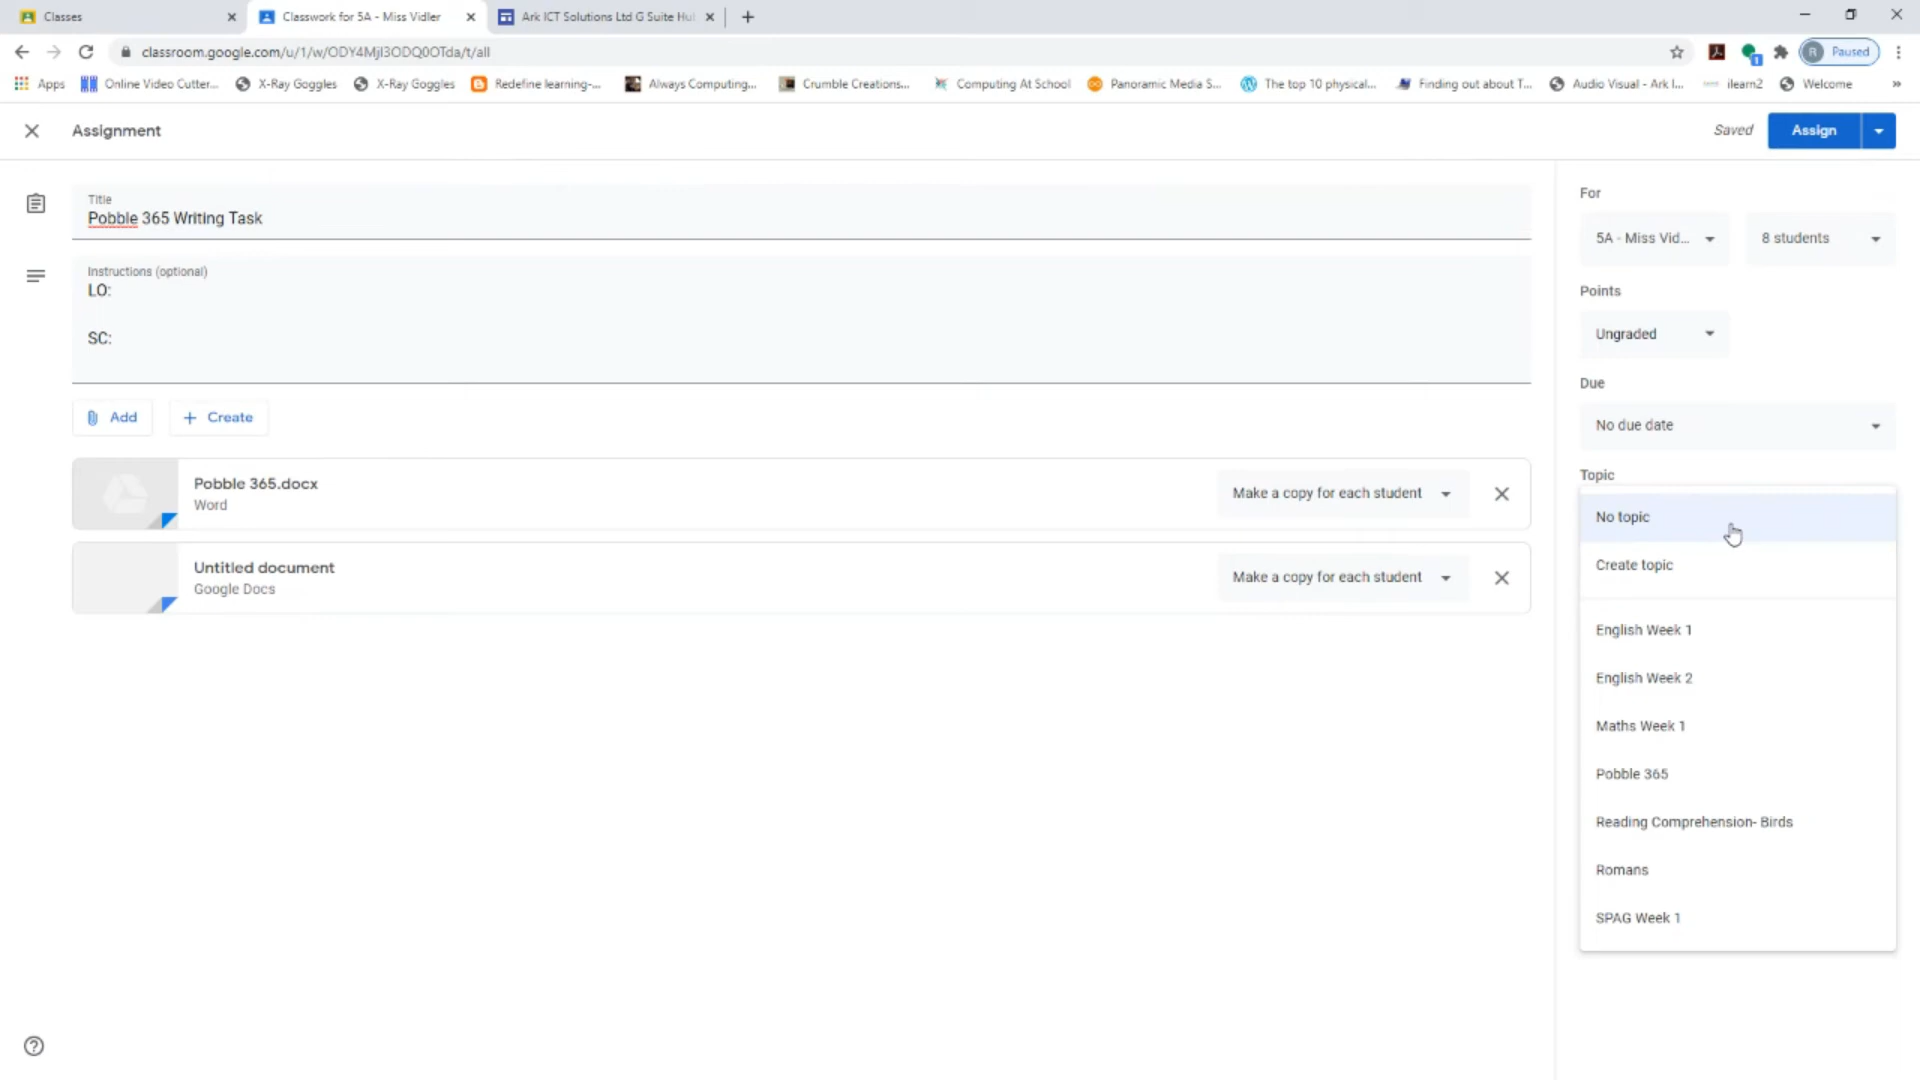 Classes
Classwork for 5A - Miss Vidler
Ark ICT Solutions Ltd G Suite Hu
classroom.google.com/u/1/w/ODY4MjI3ODQ0OTda/t/all
Paused
Apps
Online Video Cutter...
X-Ray Goggles
X-Ray Goggles
Redefine learning-...
Always Computing...
Crumble Creations...
Computing At School
Panoramic Media S...
The top 10 physical...
Finding out about T...
Audio Visual - Ark I...
ilearn2
Welcome
Assignment
Saved
Assign
Title
Pobble 365 Writing Task
Instructions (optional)
LO:
SC:
Add
Create
Pobble 365.docx
Word
Make a copy for each student
Untitled document
Google Docs
Make a copy for each student
For
5A - Miss Vid...
8 students
Points
Ungraded
Due
No due date
Topic
No topic
Create topic
English Week 1
English Week 2
Maths Week 1
Pobble 365
Reading Comprehension- Birds
Romans
SPAG Week 1